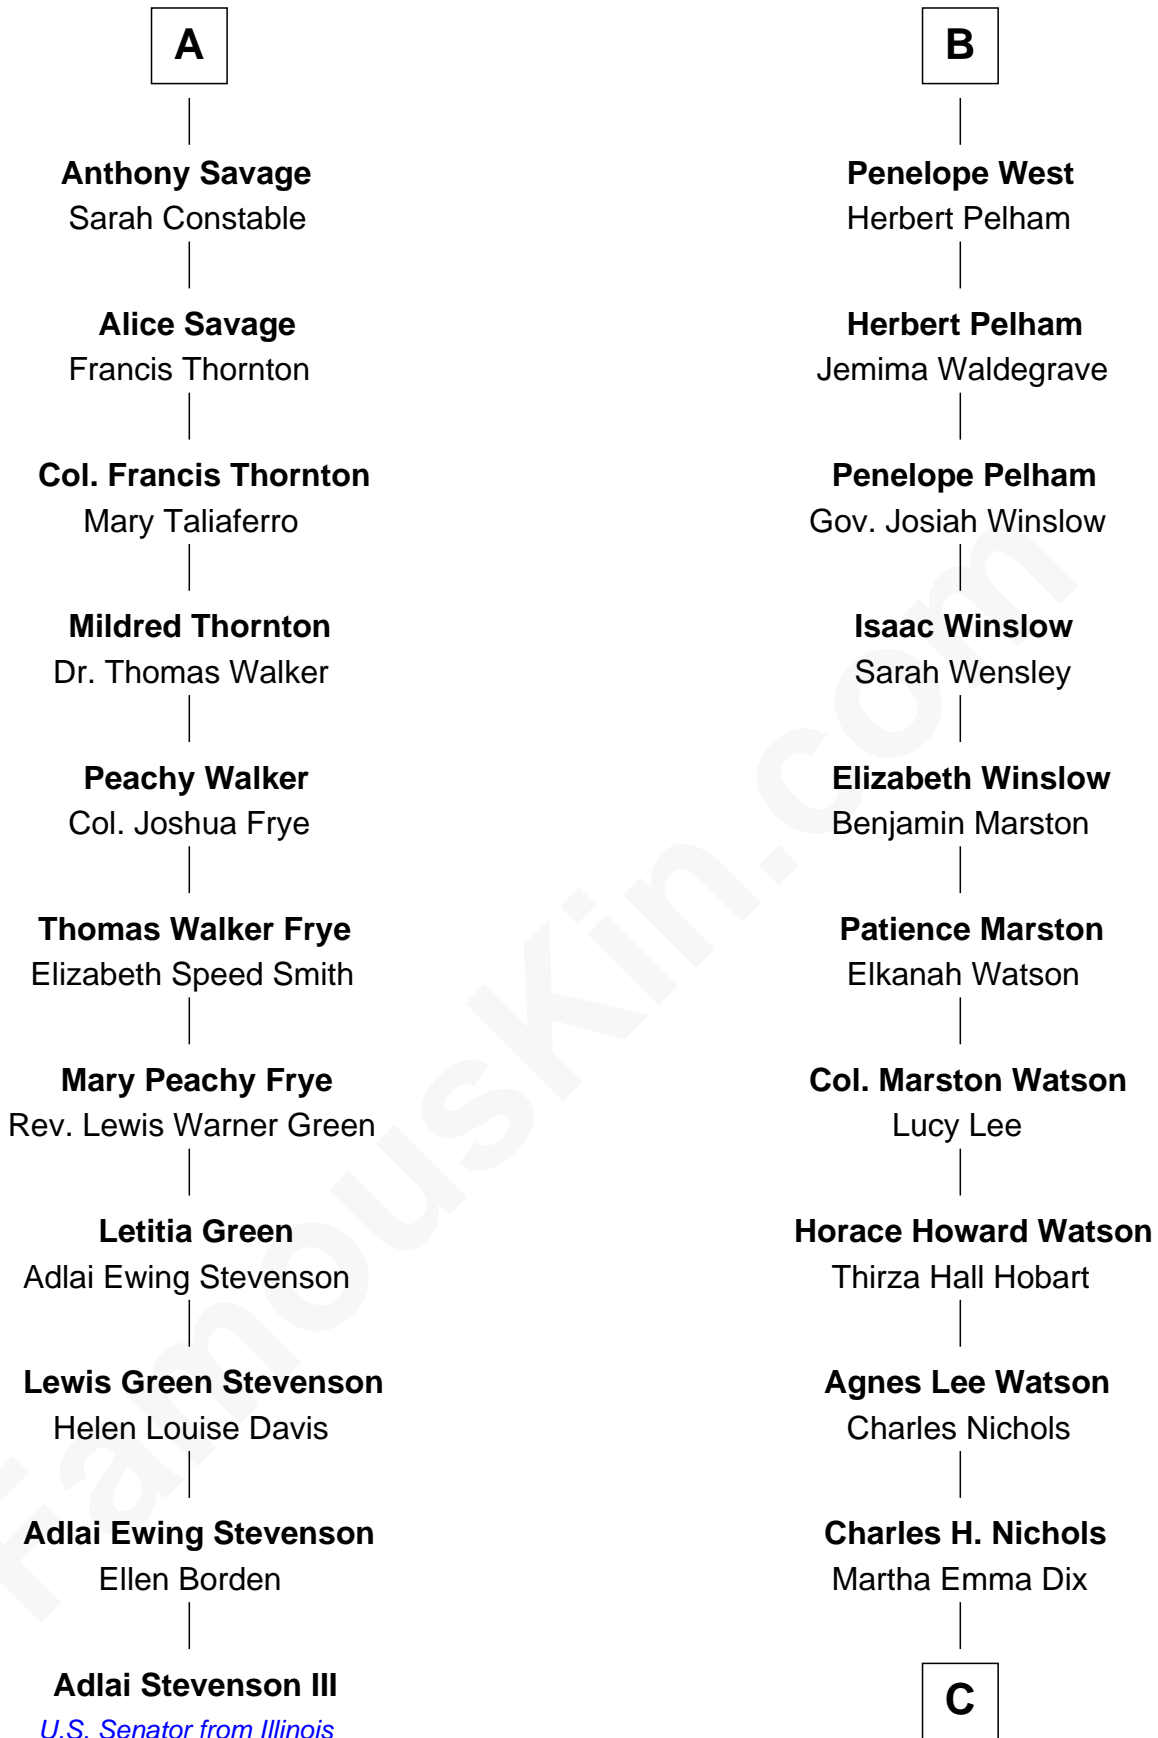 A
Anthony Savage
Sarah Constable
Alice Savage
Francis Thornton
Col. Francis Thornton
Mary Taliaferro
Mildred Thornton
Dr. Thomas Walker
Peachy Walker
Col. Joshua Frye
Thomas Walker Frye
Elizabeth Speed Smith
Mary Peachy Frye
Rev. Lewis Warner Green
Letitia Green
Adlai Ewing Stevenson
Lewis Green Stevenson
Helen Louise Davis
Adlai Ewing Stevenson
Ellen Borden
Adlai Stevenson III
U.S. Senator from Illinois
B
Penelope West
Herbert Pelham
Herbert Pelham
Jemima Waldegrave
Penelope Pelham
Gov. Josiah Winslow
Isaac Winslow
Sarah Wensley
Elizabeth Winslow
Benjamin Marston
Patience Marston
Elkanah Watson
Col. Marston Watson
Lucy Lee
Horace Howard Watson
Thirza Hall Hobart
Agnes Lee Watson
Charles Nichols
Charles H. Nichols
Martha Emma Dix
C
FamousKin.com